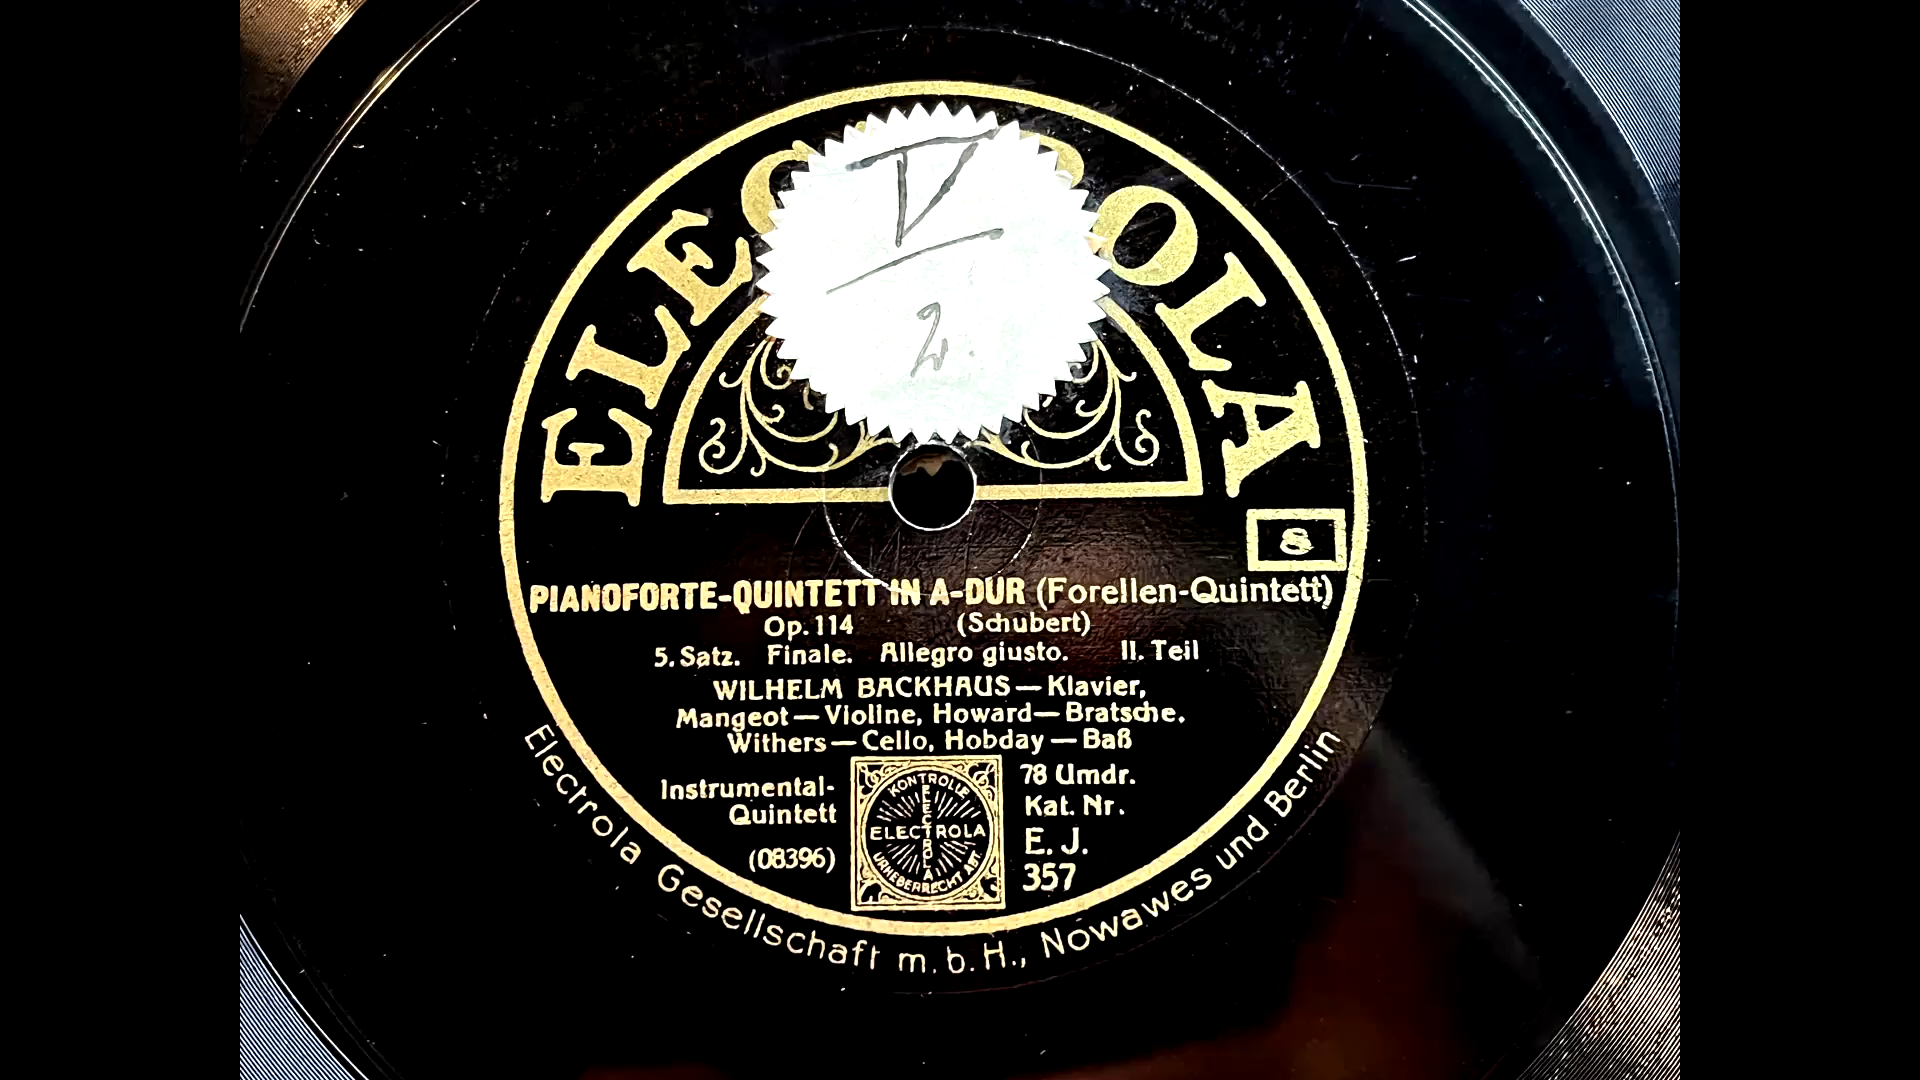 ELE OLA
V
2
8
PIANOFORTE-QUINTETT IN A-DUR (Forellen-Quintett)
Op. 114 (Schubert)
5. Satz. Finale. Allegro giusto. II. Teil
WILHELM BACKHAUS — Klavier,
Mangeot — Violine, Howard — Bratsche.
Withers — Cello, Hobday — Baß
Instrumental-
Quintett
(08396)
KONTROLLE
ELECTROLA
ELECTROLA
URHEBERRECHT ABT
78 Umdr.
Kat. Nr.
E. J.
357
Electrola Gesellschaft m.b.H., Nowawes und Berlin